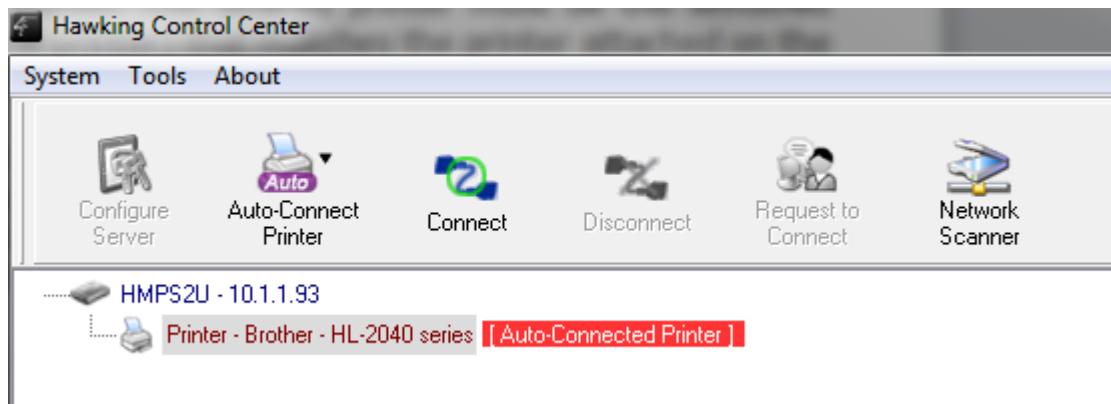 Hawking Control Center
System Tools About
Configure Server
Auto
Auto-Connect Printer
Connect
Disconnect
Request to Connect
Network Scanner
HMPS2U - 10.1.1.93
Printer - Brother - HL-2040 series [ Auto-Connected Printer ]